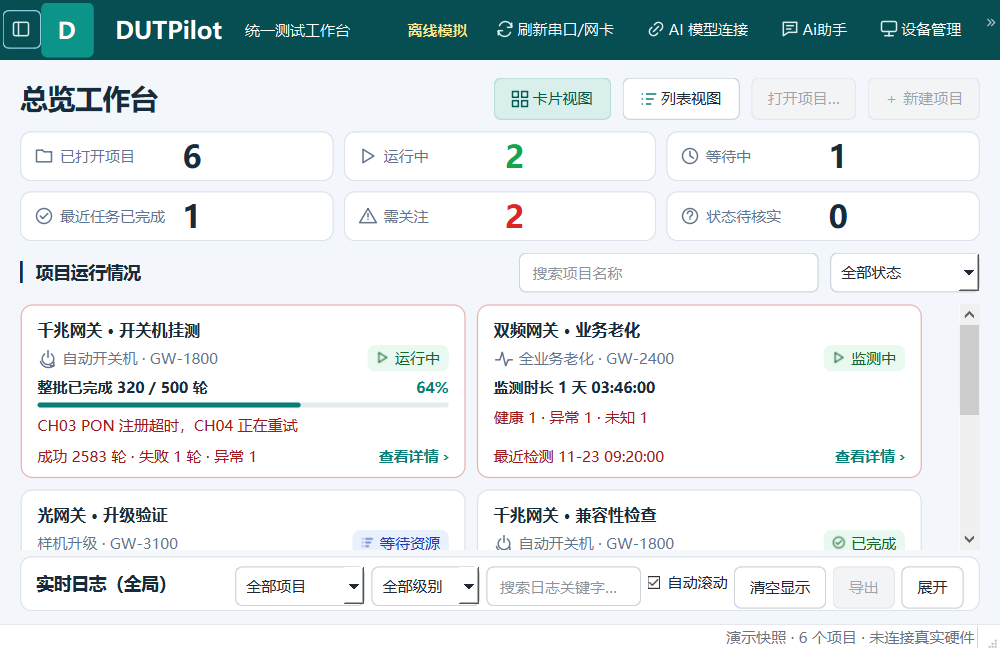 D DUTPilot 统一测试工作台 离线模拟 刷新串口/网卡 AI 模型连接 AI助手 设备管理 »
总览工作台 卡片视图 列表视图 打开项目... + 新建项目
已打开项目 6 运行中 2 等待中 1
最近任务已完成 1 需关注 2 状态待核实 0
项目运行情况 搜索项目名称 全部状态
千兆网关 • 开关机挂测
自动开关机 · GW-1800 运行中
整批已完成 320 / 500 轮 64%
CH03 PON 注册超时，CH04 正在重试
成功 2583 轮 · 失败 1 轮 · 异常 1 查看详情 ›
双频网关 • 业务老化
全业务老化 · GW-2400 监测中
监测时长 1 天 03:46:00
健康 1 · 异常 1 · 未知 1
最近检测 11-23 09:20:00 查看详情 ›
光网关 • 升级验证
样机升级 · GW-3100 等待资源
千兆网关 • 兼容性检查
自动开关机 · GW-1800 已完成
实时日志（全局） 全部项目 全部级别 搜索日志关键字... 自动滚动 清空显示 导出 展开
演示快照 · 6 个项目 · 未连接真实硬件